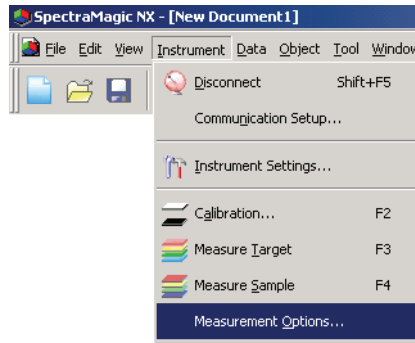 SpectraMagic NX - [New Document1]
File Edit View Instrument Data Object Tool Window
Disconnect Shift+F5
Communication Setup...
Instrument Settings...
Calibration... F2
Measure Target F3
Measure Sample F4
Measurement Options...